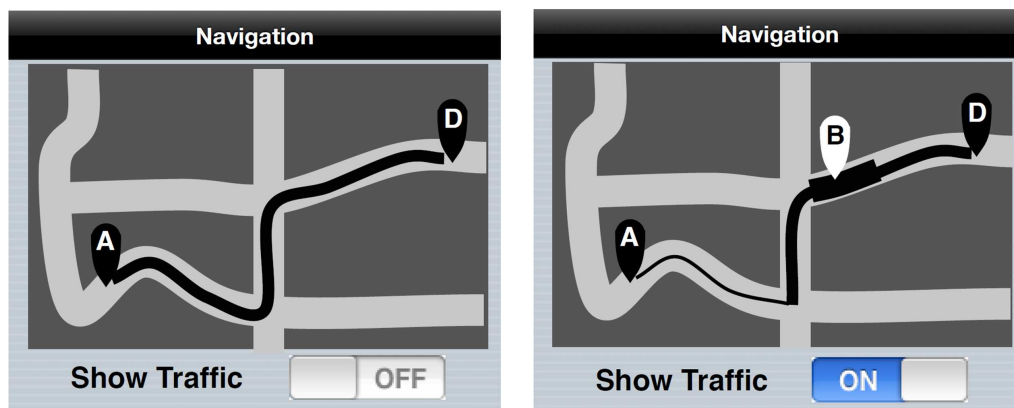 Navigation
D
A
Show Traffic OFF
Navigation
B
D
A
Show Traffic ON